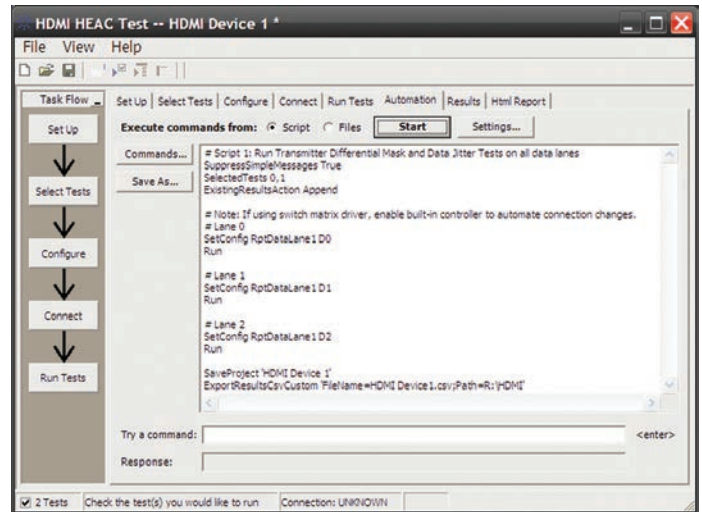 HDMI HEAC Test -- HDMI Device 1 *
File View Help
Task Flow
Set Up
Select Tests
Configure
Connect
Run Tests
Set Up Select Tests Configure Connect Run Tests Automation Results Html Report
Execute commands from: Script Files Start Settings...
Commands...
Save As...
# Script 1: Run Transmitter Differential Mask and Data Jitter Tests on all data lanes
SuppressSimpleMessages True
SelectedTests 0,1
ExistingResultsAction Append
# Note: If using switch matrix driver, enable built-in controller to automate connection changes.
# Lane 0
SetConfig RptDataLane1 D0
Run
# Lane 1
SetConfig RptDataLane1 D1
Run
# Lane 2
SetConfig RptDataLane1 D2
Run
SaveProject 'HDMI Device 1'
ExportResultsCsvCustom 'FileName=HDMI Device1.csv;Path=R:\HDMI'
Try a command: <enter>
Response:
2 Tests Check the test(s) you would like to run Connection: UNKNOWN